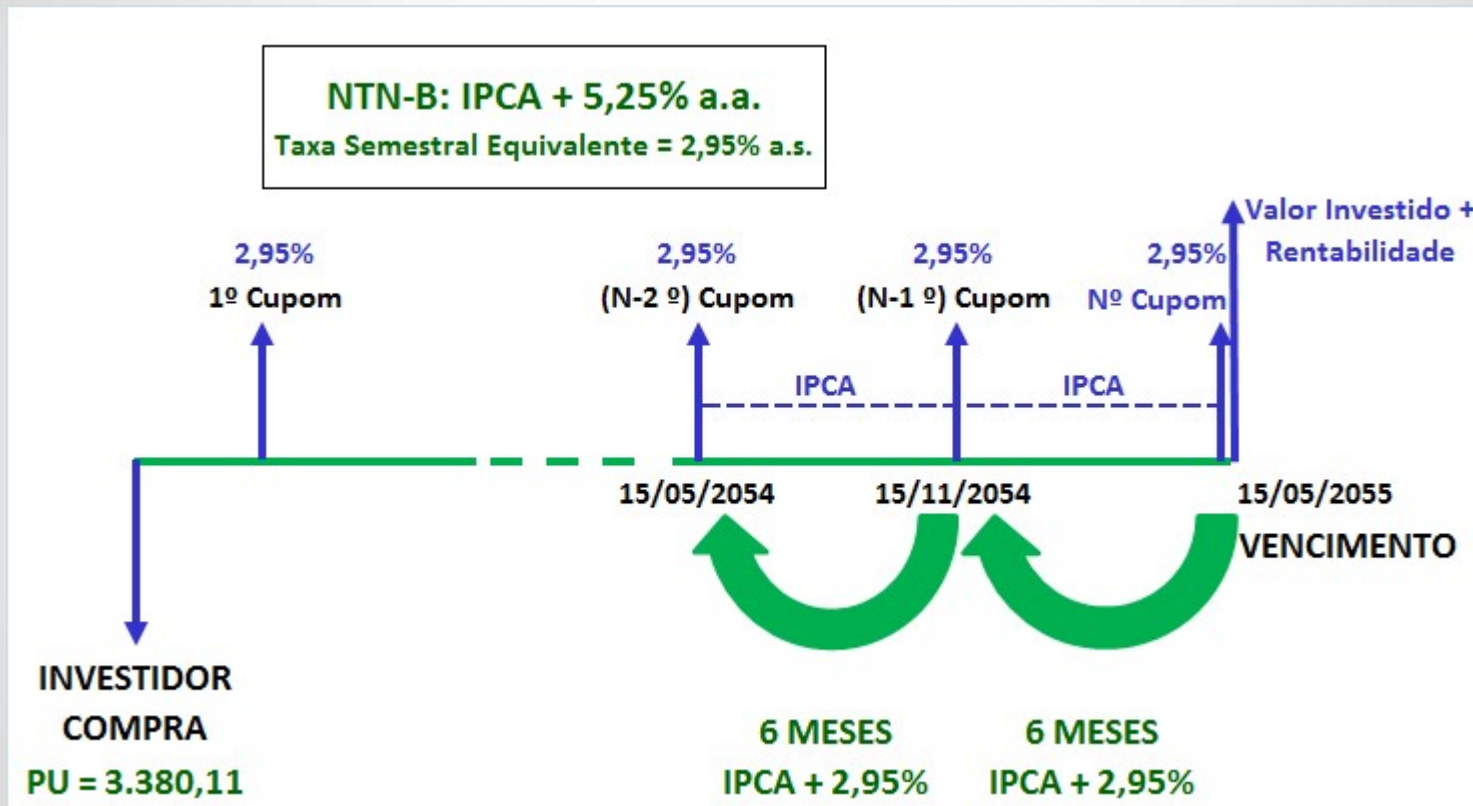 NTN-B: IPCA + 5,25% a.a.
Taxa Semestral Equivalente = 2,95% a.s.
Valor Investido +
Rentabilidade
2,95%
1º Cupom
2,95%
(N-2 º) Cupom
2,95%
(N-1 º) Cupom
2,95%
Nº Cupom
IPCA
IPCA
15/05/2054
15/11/2054
15/05/2055
VENCIMENTO
INVESTIDOR
COMPRA
PU = 3.380,11
6 MESES
IPCA + 2,95%
6 MESES
IPCA + 2,95%